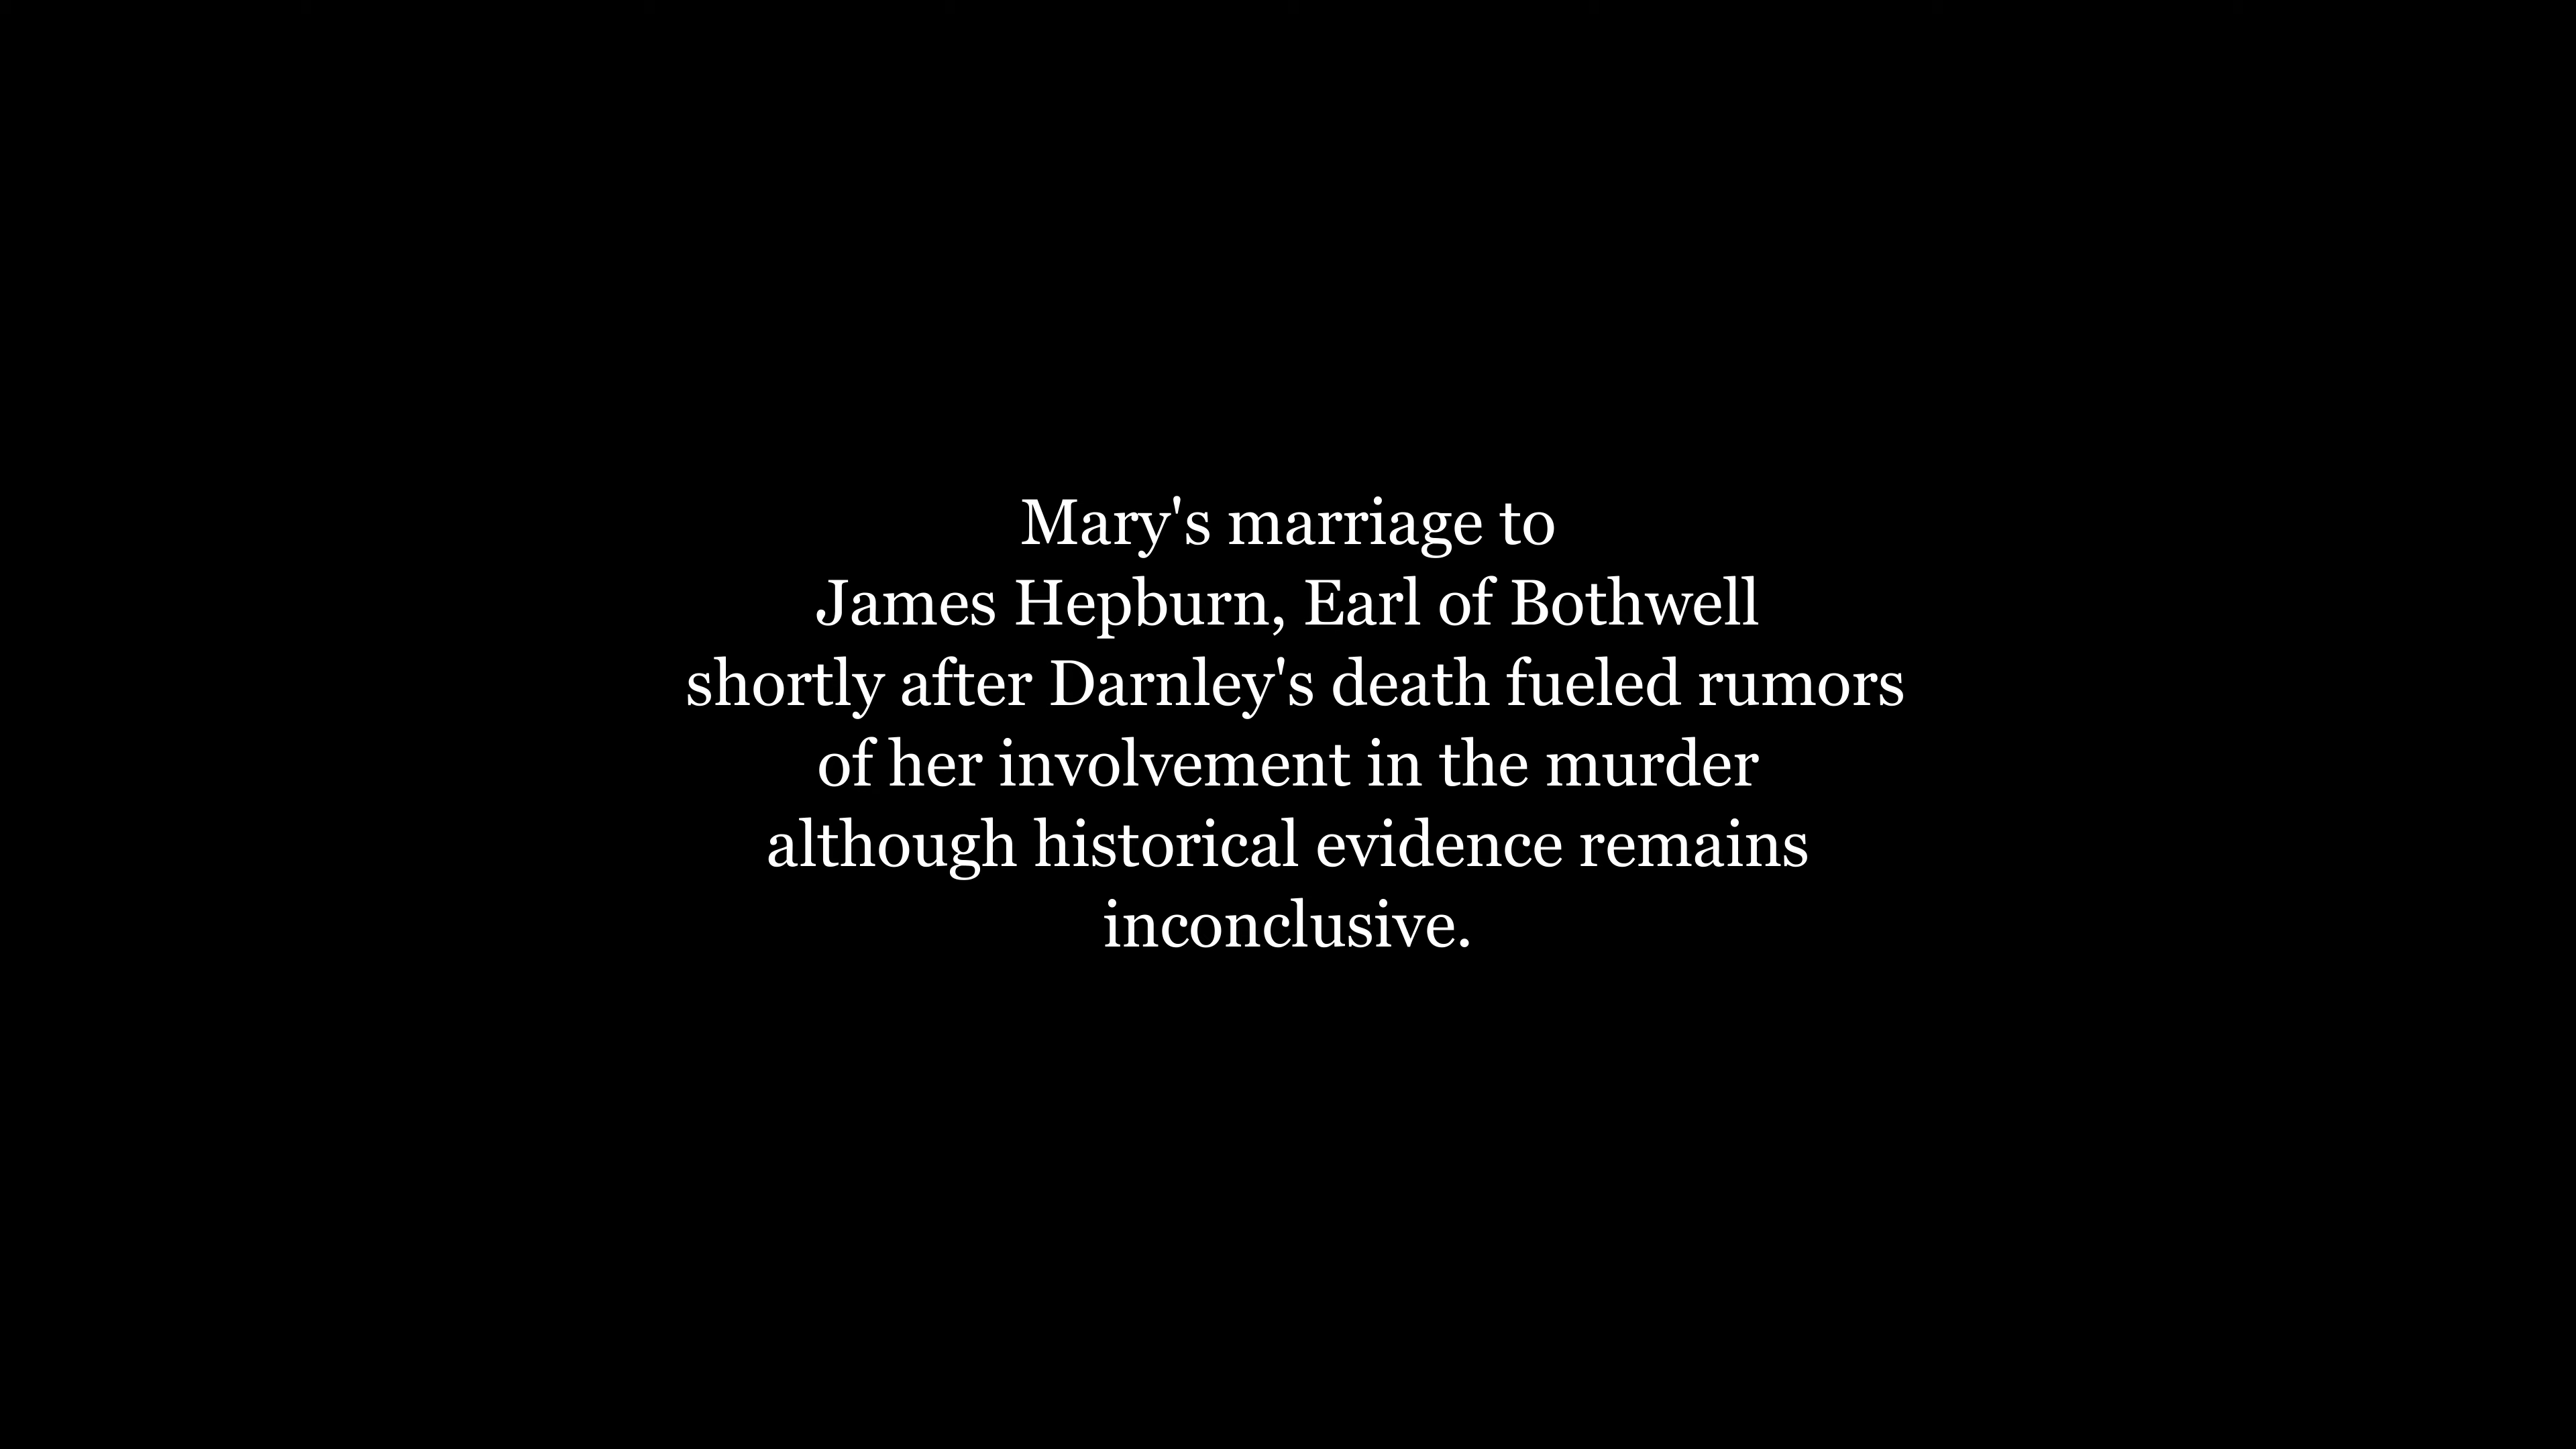 Mary's marriage to
James Hepburn, Earl of Bothwell
shortly after Darnley's death fueled rumors
of her involvement in the murder
although historical evidence remains
inconclusive.